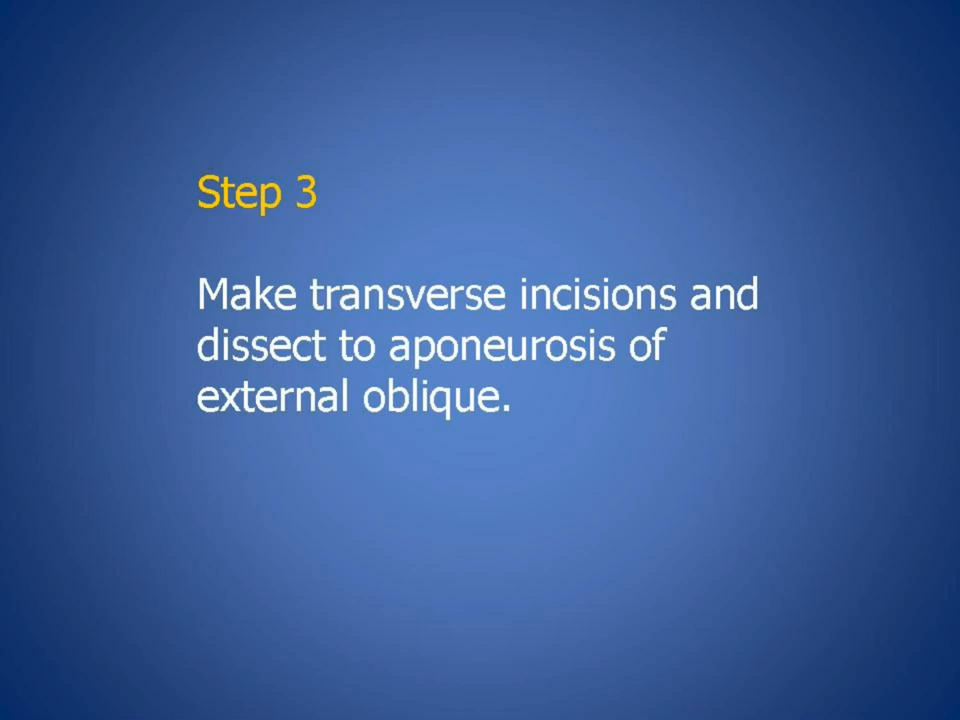 Step 3
Make transverse incisions and
dissect to aponeurosis of
external oblique.